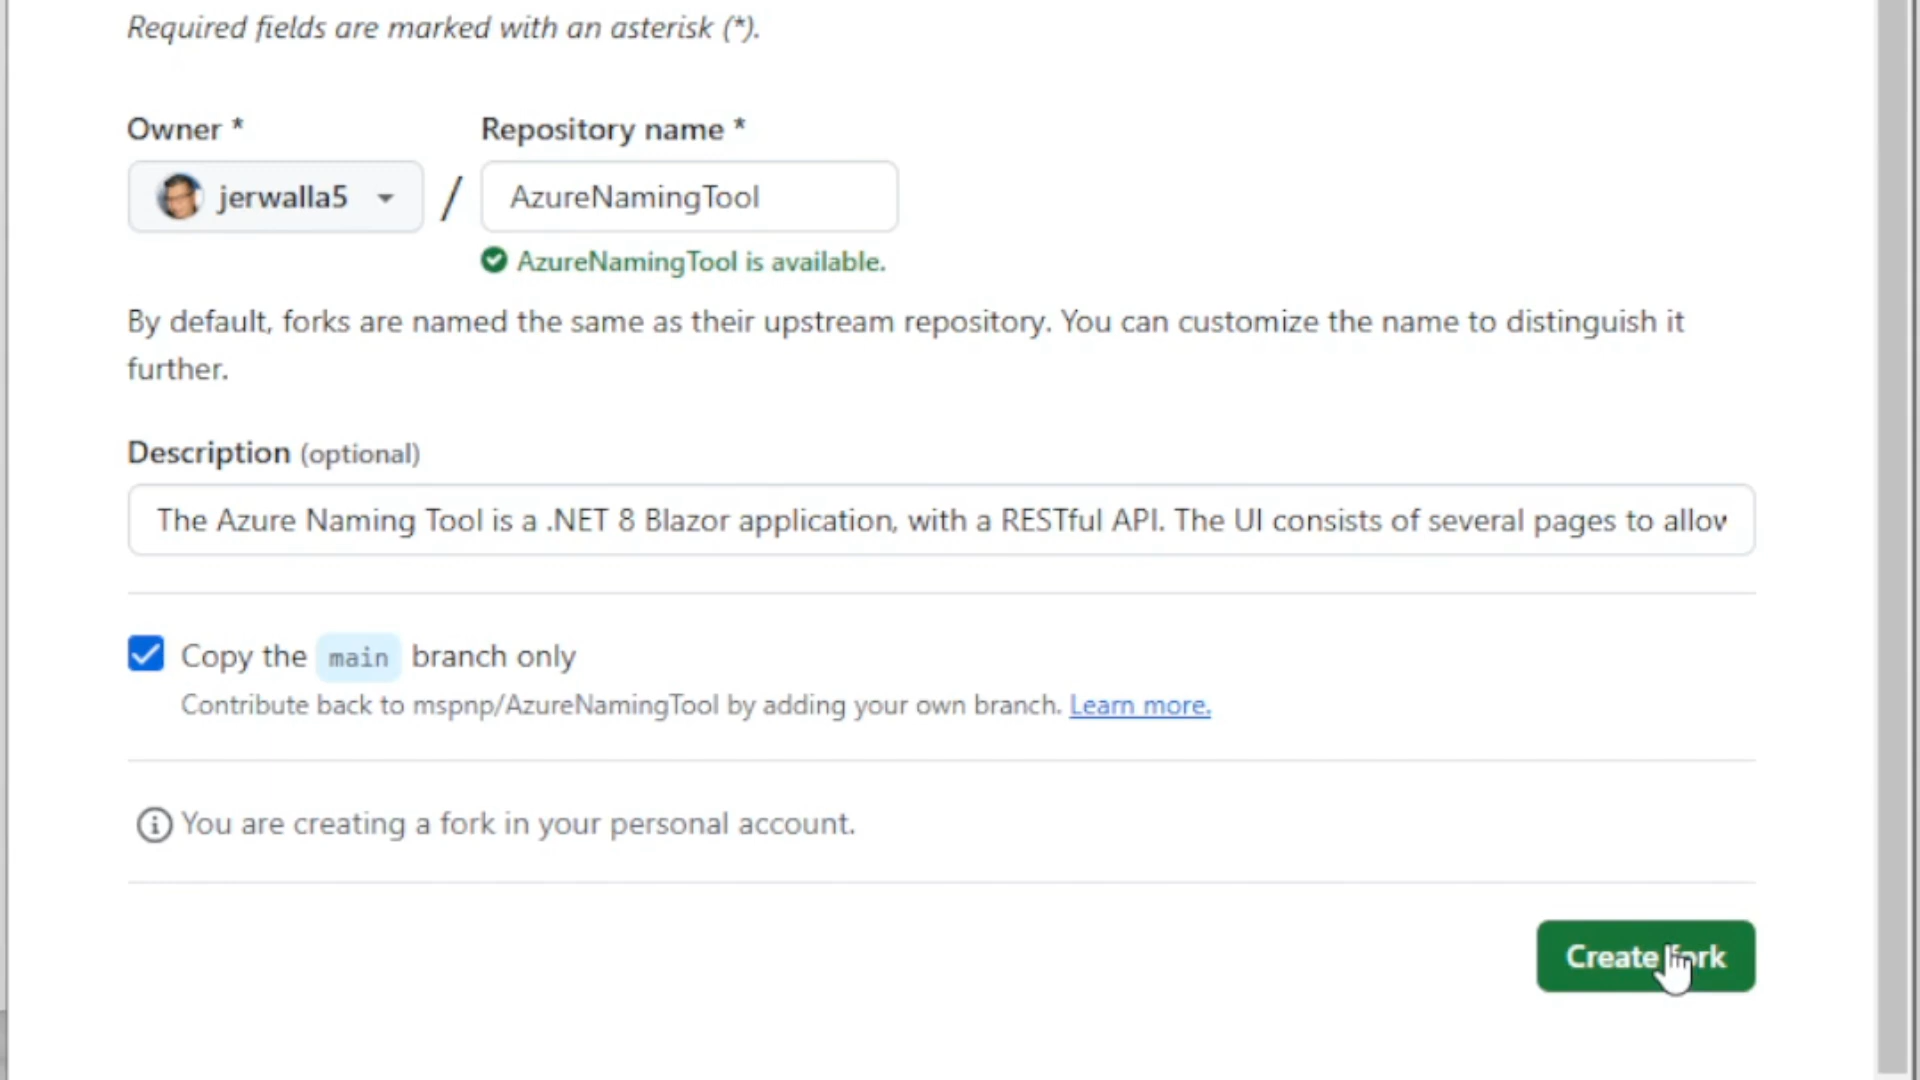 Required fields are marked with an asterisk (*).
Owner * Repository name *
jerwalla5 / AzureNamingTool
AzureNamingTool is available.
By default, forks are named the same as their upstream repository. You can customize the name to distinguish it
further.
Description (optional)
The Azure Naming Tool is a .NET 8 Blazor application, with a RESTful API. The UI consists of several pages to allow
Copy the main branch only
Contribute back to mspnp/AzureNamingTool by adding your own branch. Learn more.
You are creating a fork in your personal account.
Create fork